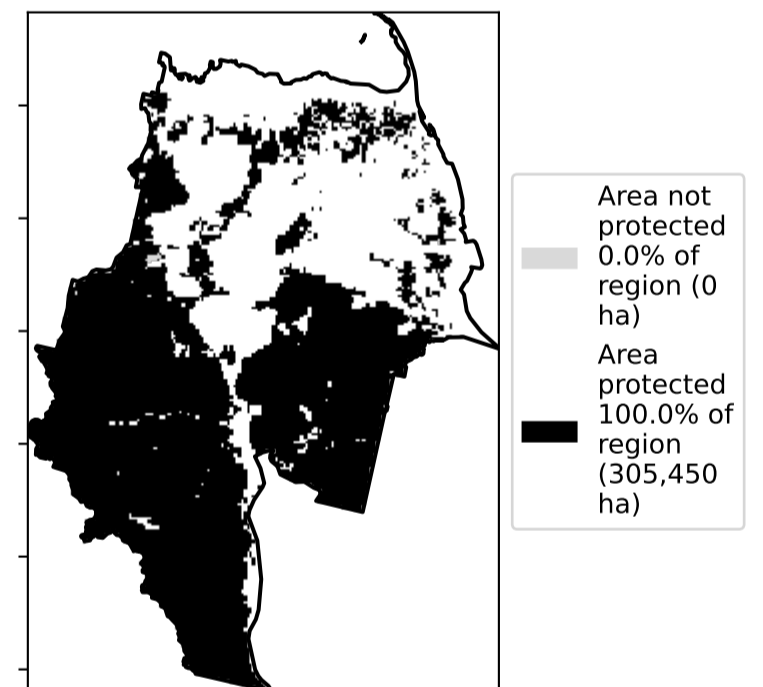 Area not
protected
0.0% of
region (0
ha)
Area
protected
100.0% of
region
(305,450
ha)